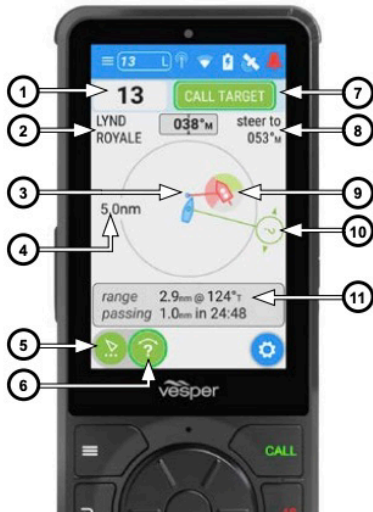 13 L
1
13
CALL TARGET
7
2
LYND
ROYALE
038°M
steer to
053°M
8
3
9
4
5.0nm
?
10
range 2.9nm @ 124°T
passing 1.0nm in 24:48
11
5
?
6
vesper
CALL